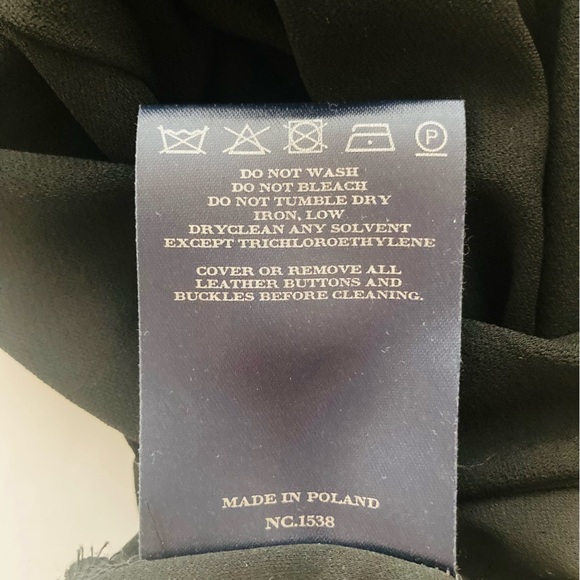 P
DO NOT WASH
DO NOT BLEACH
DO NOT TUMBLE DRY
IRON, LOW
DRYCLEAN ANY SOLVENT
EXCEPT TRICHLOROETHYLENE
COVER OR REMOVE ALL
LEATHER BUTTONS AND
BUCKLES BEFORE CLEANING.
MADE IN POLAND
NC.1538